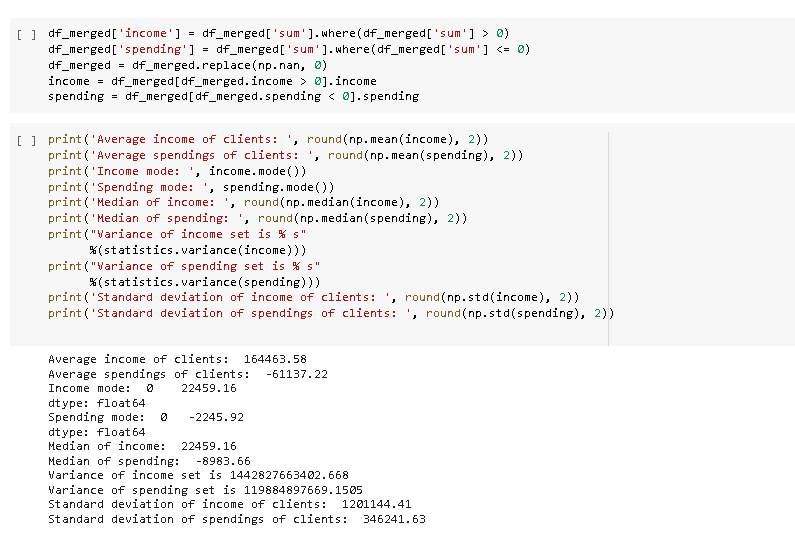 [ ] df_merged['income'] = df_merged['sum'].where(df_merged['sum'] > 0)
df_merged['spending'] = df_merged['sum'].where(df_merged['sum'] <= 0)
df_merged = df_merged.replace(np.nan, 0)
income = df_merged[df_merged.income > 0].income
spending = df_merged[df_merged.spending < 0].spending
[ ] print('Average income of clients: ', round(np.mean(income), 2))
print('Average spendings of clients: ', round(np.mean(spending), 2))
print('Income mode: ', income.mode())
print('Spending mode: ', spending.mode())
print('Median of income: ', round(np.median(income), 2))
print('Median of spending: ', round(np.median(spending), 2))
print("Variance of income set is % s"
%(statistics.variance(income)))
print("Variance of spending set is % s"
%(statistics.variance(spending)))
print('Standard deviation of income of clients: ', round(np.std(income), 2))
print('Standard deviation of spendings of clients: ', round(np.std(spending), 2))
Average income of clients:  164463.58
Average spendings of clients:  -61137.22
Income mode:  0    22459.16
dtype: float64
Spending mode:  0   -2245.92
dtype: float64
Median of income:  22459.16
Median of spending:  -8983.66
Variance of income set is 1442827663402.668
Variance of spending set is 119884897669.1505
Standard deviation of income of clients:  1201144.41
Standard deviation of spendings of clients:  346241.63